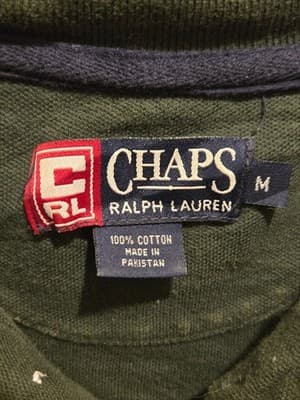 C
RL
CHAPS
RALPH LAUREN
M
100% COTTON
MADE IN
PAKISTAN